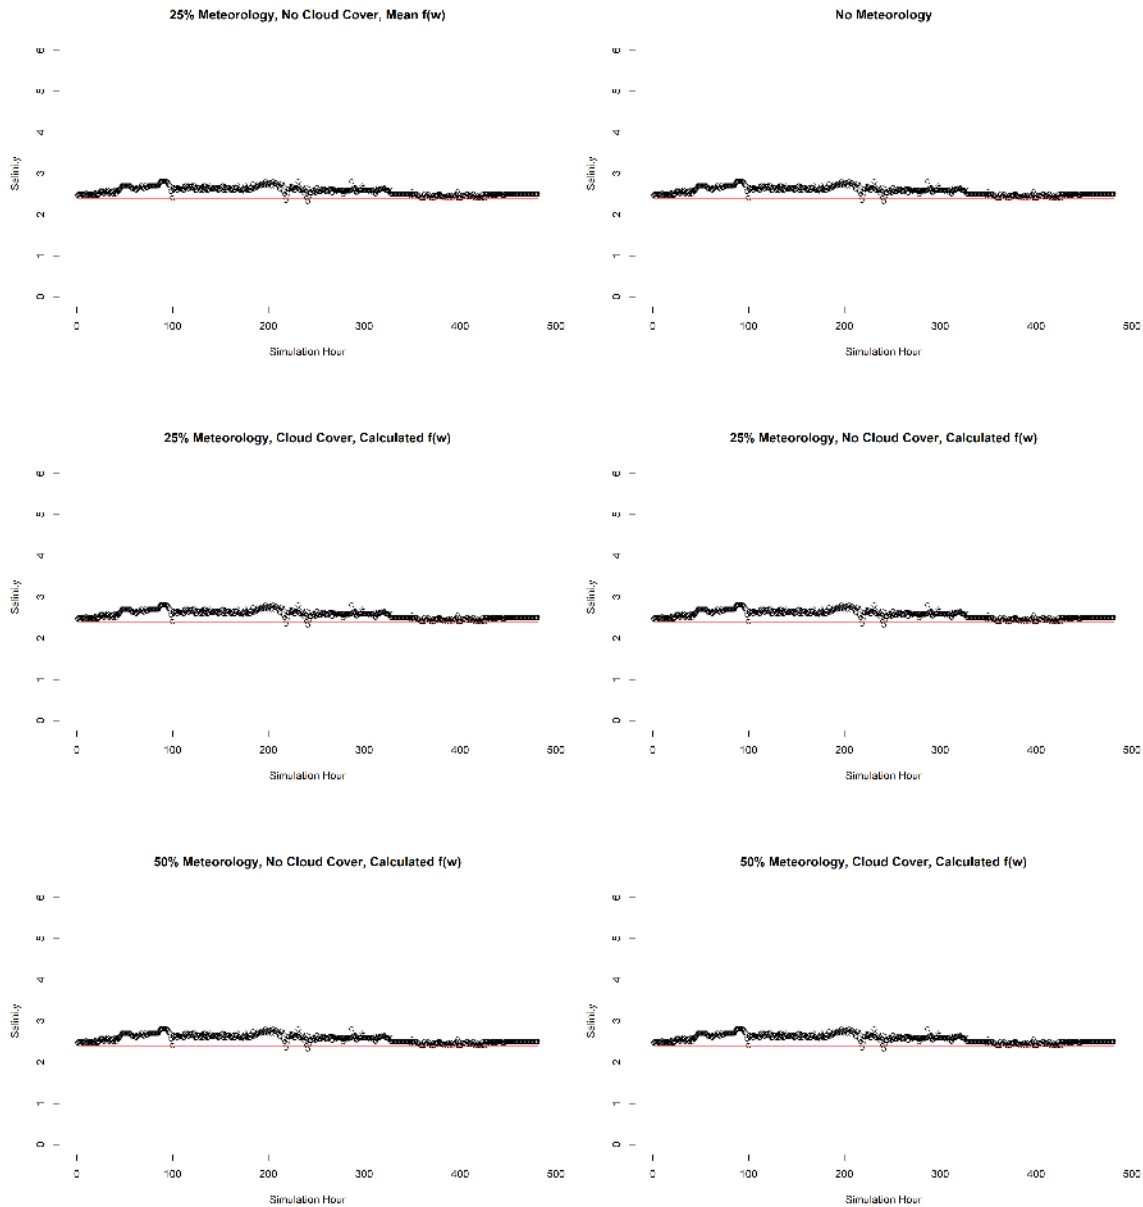 25% Meteorology, No Cloud Cover, Mean f(w)
No Meteorology
6
5
4
3
2
1
0
Salinity
0 100 200 300 400 500
Simulation Hour
6
5
4
3
2
1
0
Salinity
0 100 200 300 400 500
Simulation Hour
25% Meteorology, Cloud Cover, Calculated f(w)
25% Meteorology, No Cloud Cover, Calculated f(w)
6
5
4
3
2
1
0
Salinity
0 100 200 300 400 500
Simulation Hour
6
5
4
3
2
1
0
Salinity
0 100 200 300 400 500
Simulation Hour
50% Meteorology, No Cloud Cover, Calculated f(w)
50% Meteorology, Cloud Cover, Calculated f(w)
6
5
4
3
2
1
0
Salinity
0 100 200 300 400 500
Simulation Hour
6
5
4
3
2
1
0
Salinity
0 100 200 300 400 500
Simulation Hour